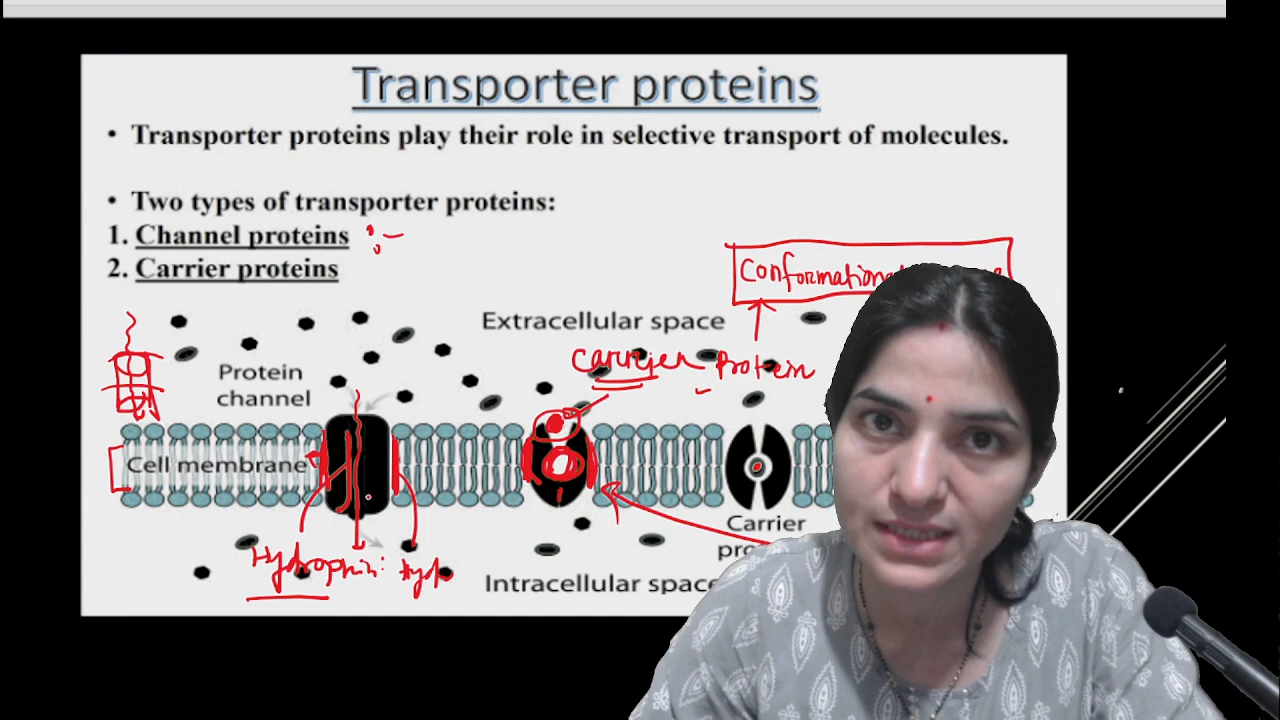 Transporter proteins
• Transporter proteins play their role in selective transport of molecules.
• Two types of transporter proteins:
1. Channel proteins :-
2. Carrier proteins
Conformational
Extracellular space
Carrier Protein
Protein
channel
Cell membrane
Carrier
Intracellular space